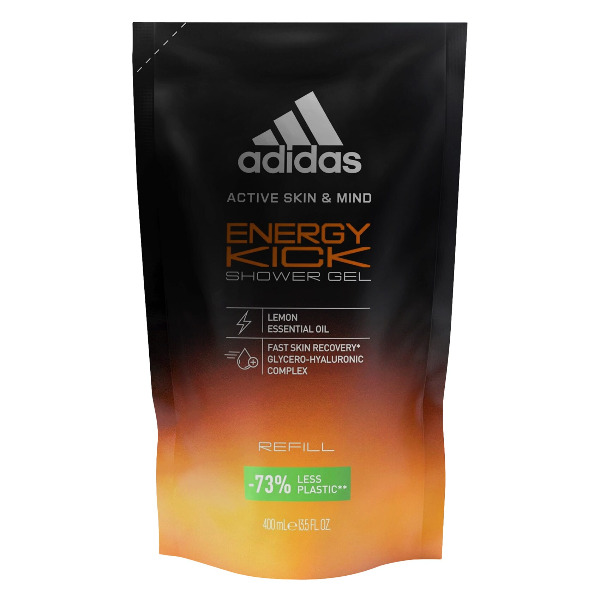 adidas
ACTIVE SKIN & MIND
ENERGY
KICK
SHOWER GEL
LEMON
ESSENTIAL OIL
FAST SKIN RECOVERY*
GLYCERO-HYALURONIC
COMPLEX
REFILL
-73% LESS
PLASTIC**
400 mL e 13.5 FL. OZ.